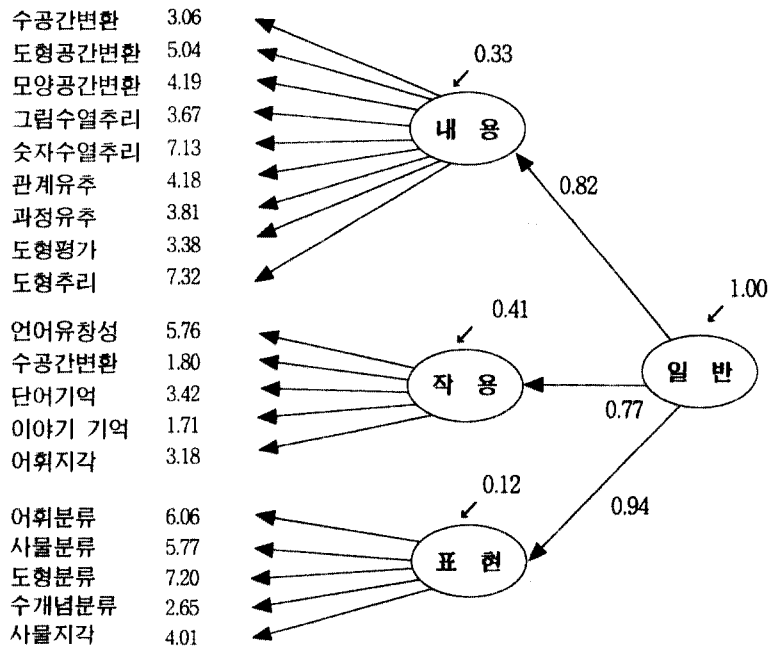 수공간변환 3.06
도형공간변환 5.04
모양공간변환 4.19
그림수열추리 3.67
숫자수열추리 7.13
관계유추 4.18
과정유추 3.81
도형평가 3.38
도형추리 7.32
0.33
내 용
0.82
1.00
일 반
언어유창성 5.76
수공간변환 1.80
단어기억 3.42
이야기 기억 1.71
어휘지각 3.18
0.41
작 용
0.77
어휘분류 6.06
사물분류 5.77
도형분류 7.20
수개념분류 2.65
사물지각 4.01
0.12
표 현
0.94